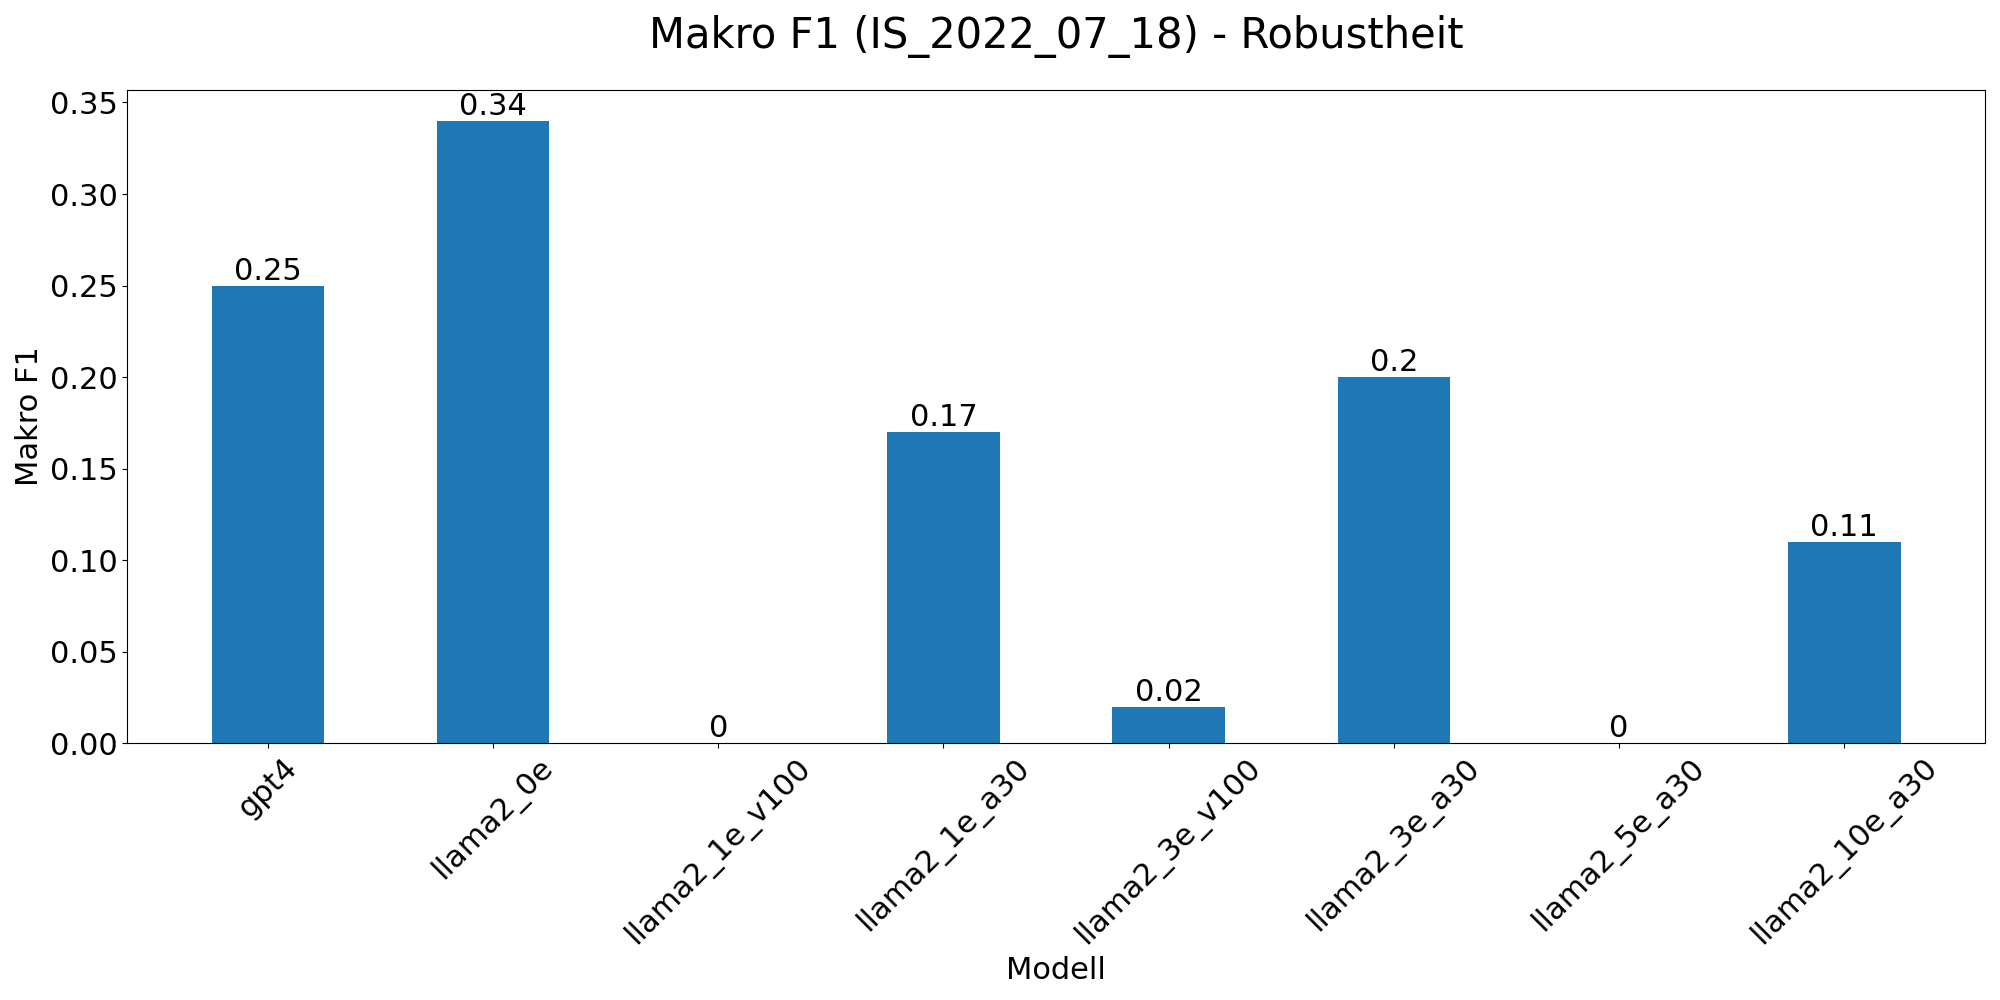 Makro F1 (IS_2022_07_18) - Robustheit
Makro F1
0.35
0.30
0.25
0.20
0.15
0.10
0.05
0.00
0.25
0.34
0
0.17
0.02
0.2
0
0.11
gpt4
llama2_0e
llama2_1e_v100
llama2_1e_a30
llama2_3e_v100
llama2_3e_a30
llama2_5e_a30
llama2_10e_a30
Modell